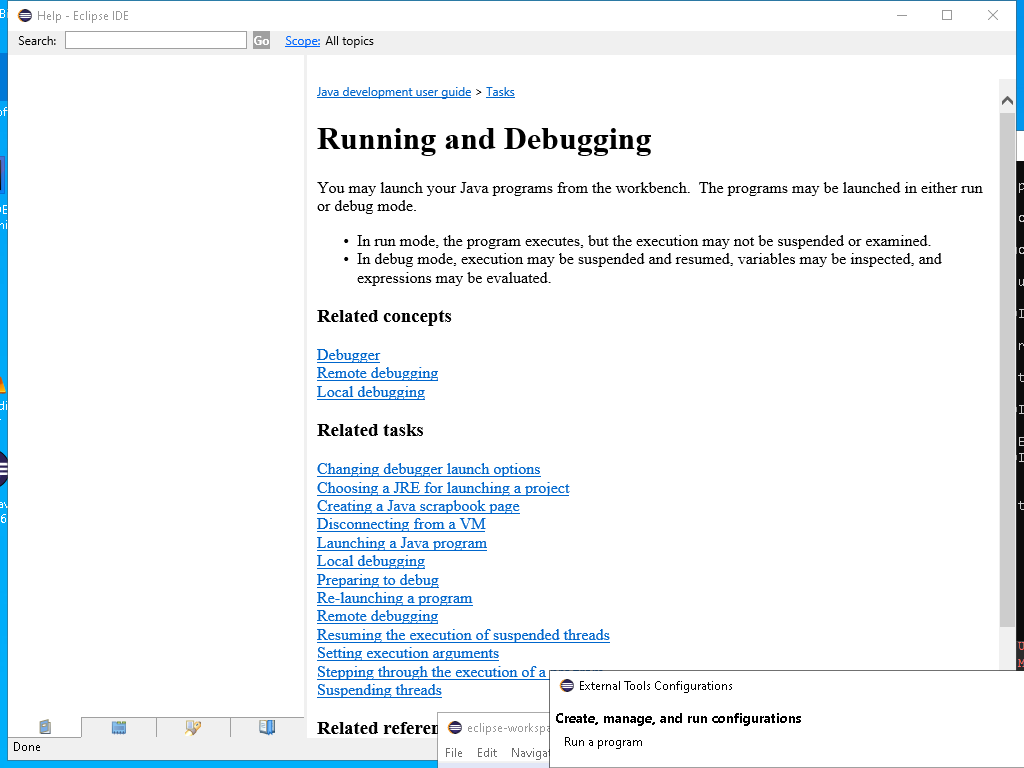 Help - Eclipse IDE
Search:
Go
Scope: All topics
Java development user guide > Tasks
Running and Debugging
You may launch your Java programs from the workbench.  The programs may be launched in either run
or debug mode.
• In run mode, the program executes, but the execution may not be suspended or examined.
• In debug mode, execution may be suspended and resumed, variables may be inspected, and
expressions may be evaluated.
Related concepts
Debugger
Remote debugging
Local debugging
Related tasks
Changing debugger launch options
Choosing a JRE for launching a project
Creating a Java scrapbook page
Disconnecting from a VM
Launching a Java program
Local debugging
Preparing to debug
Re-launching a program
Remote debugging
Resuming the execution of suspended threads
Setting execution arguments
Stepping through the execution of a
Suspending threads
Related
Done
eclipse-workspa
File Edit Navigat
External Tools Configurations
Create, manage, and run configurations
Run a program